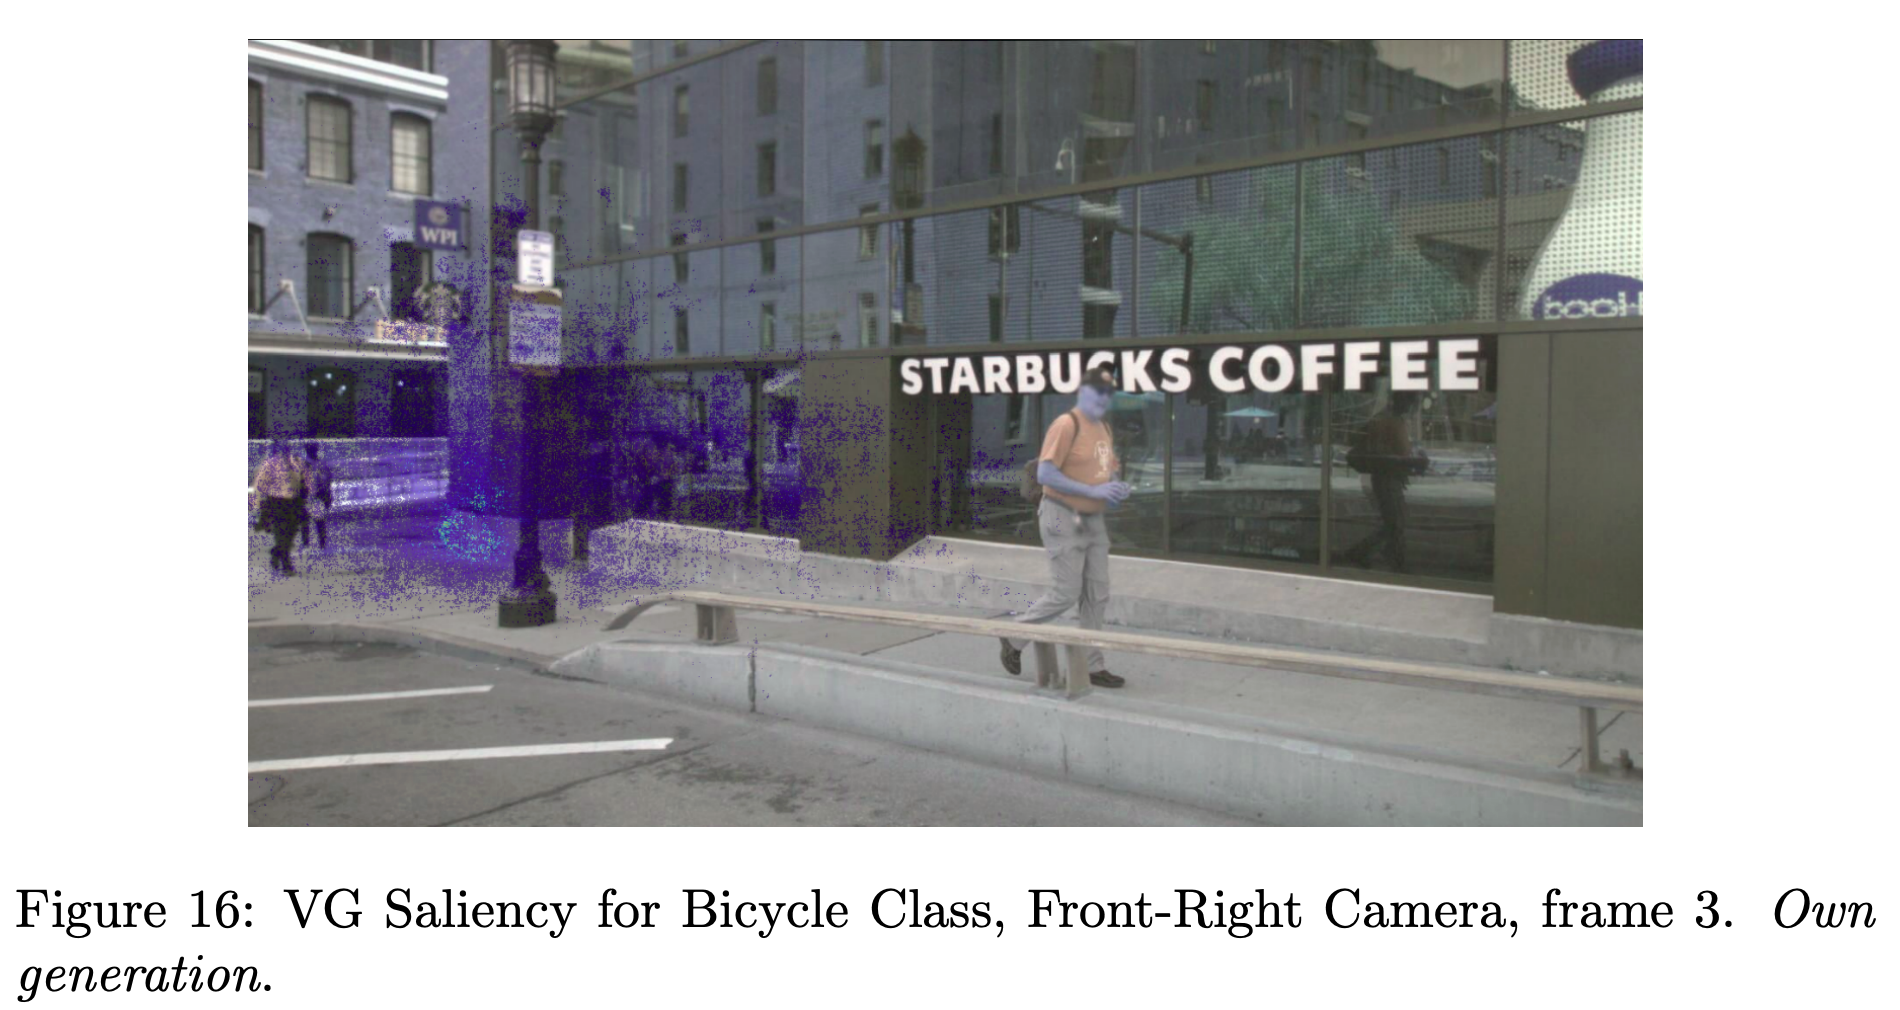 WPI
STARBUCKS COFFEE
Figure 16: VG Saliency for Bicycle Class, Front-Right Camera, frame 3. Own
generation.